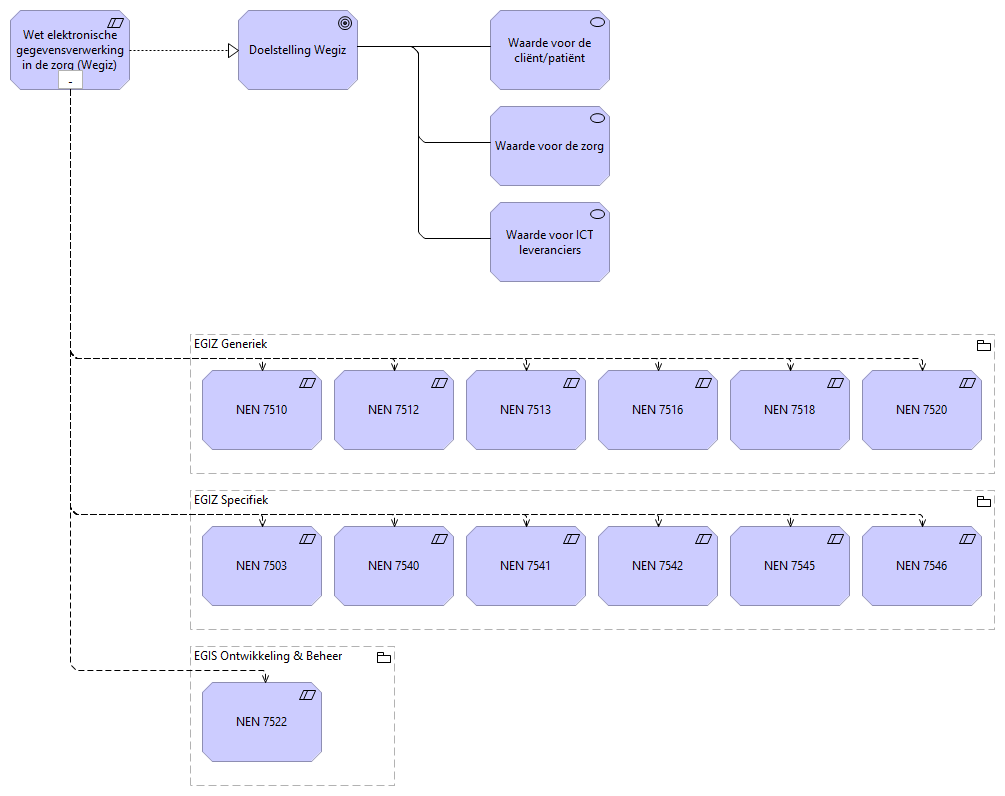 Wet elektronische
gegevensverwerking
in de zorg (Wegiz)
-
Doelstelling Wegiz
Waarde voor de
cliënt/patiënt
Waarde voor de zorg
Waarde voor ICT
leveranciers
EGIZ Generiek
NEN 7510
NEN 7512
NEN 7513
NEN 7516
NEN 7518
NEN 7520
EGIZ Specifiek
NEN 7503
NEN 7540
NEN 7541
NEN 7542
NEN 7545
NEN 7546
EGIS Ontwikkeling & Beheer
NEN 7522